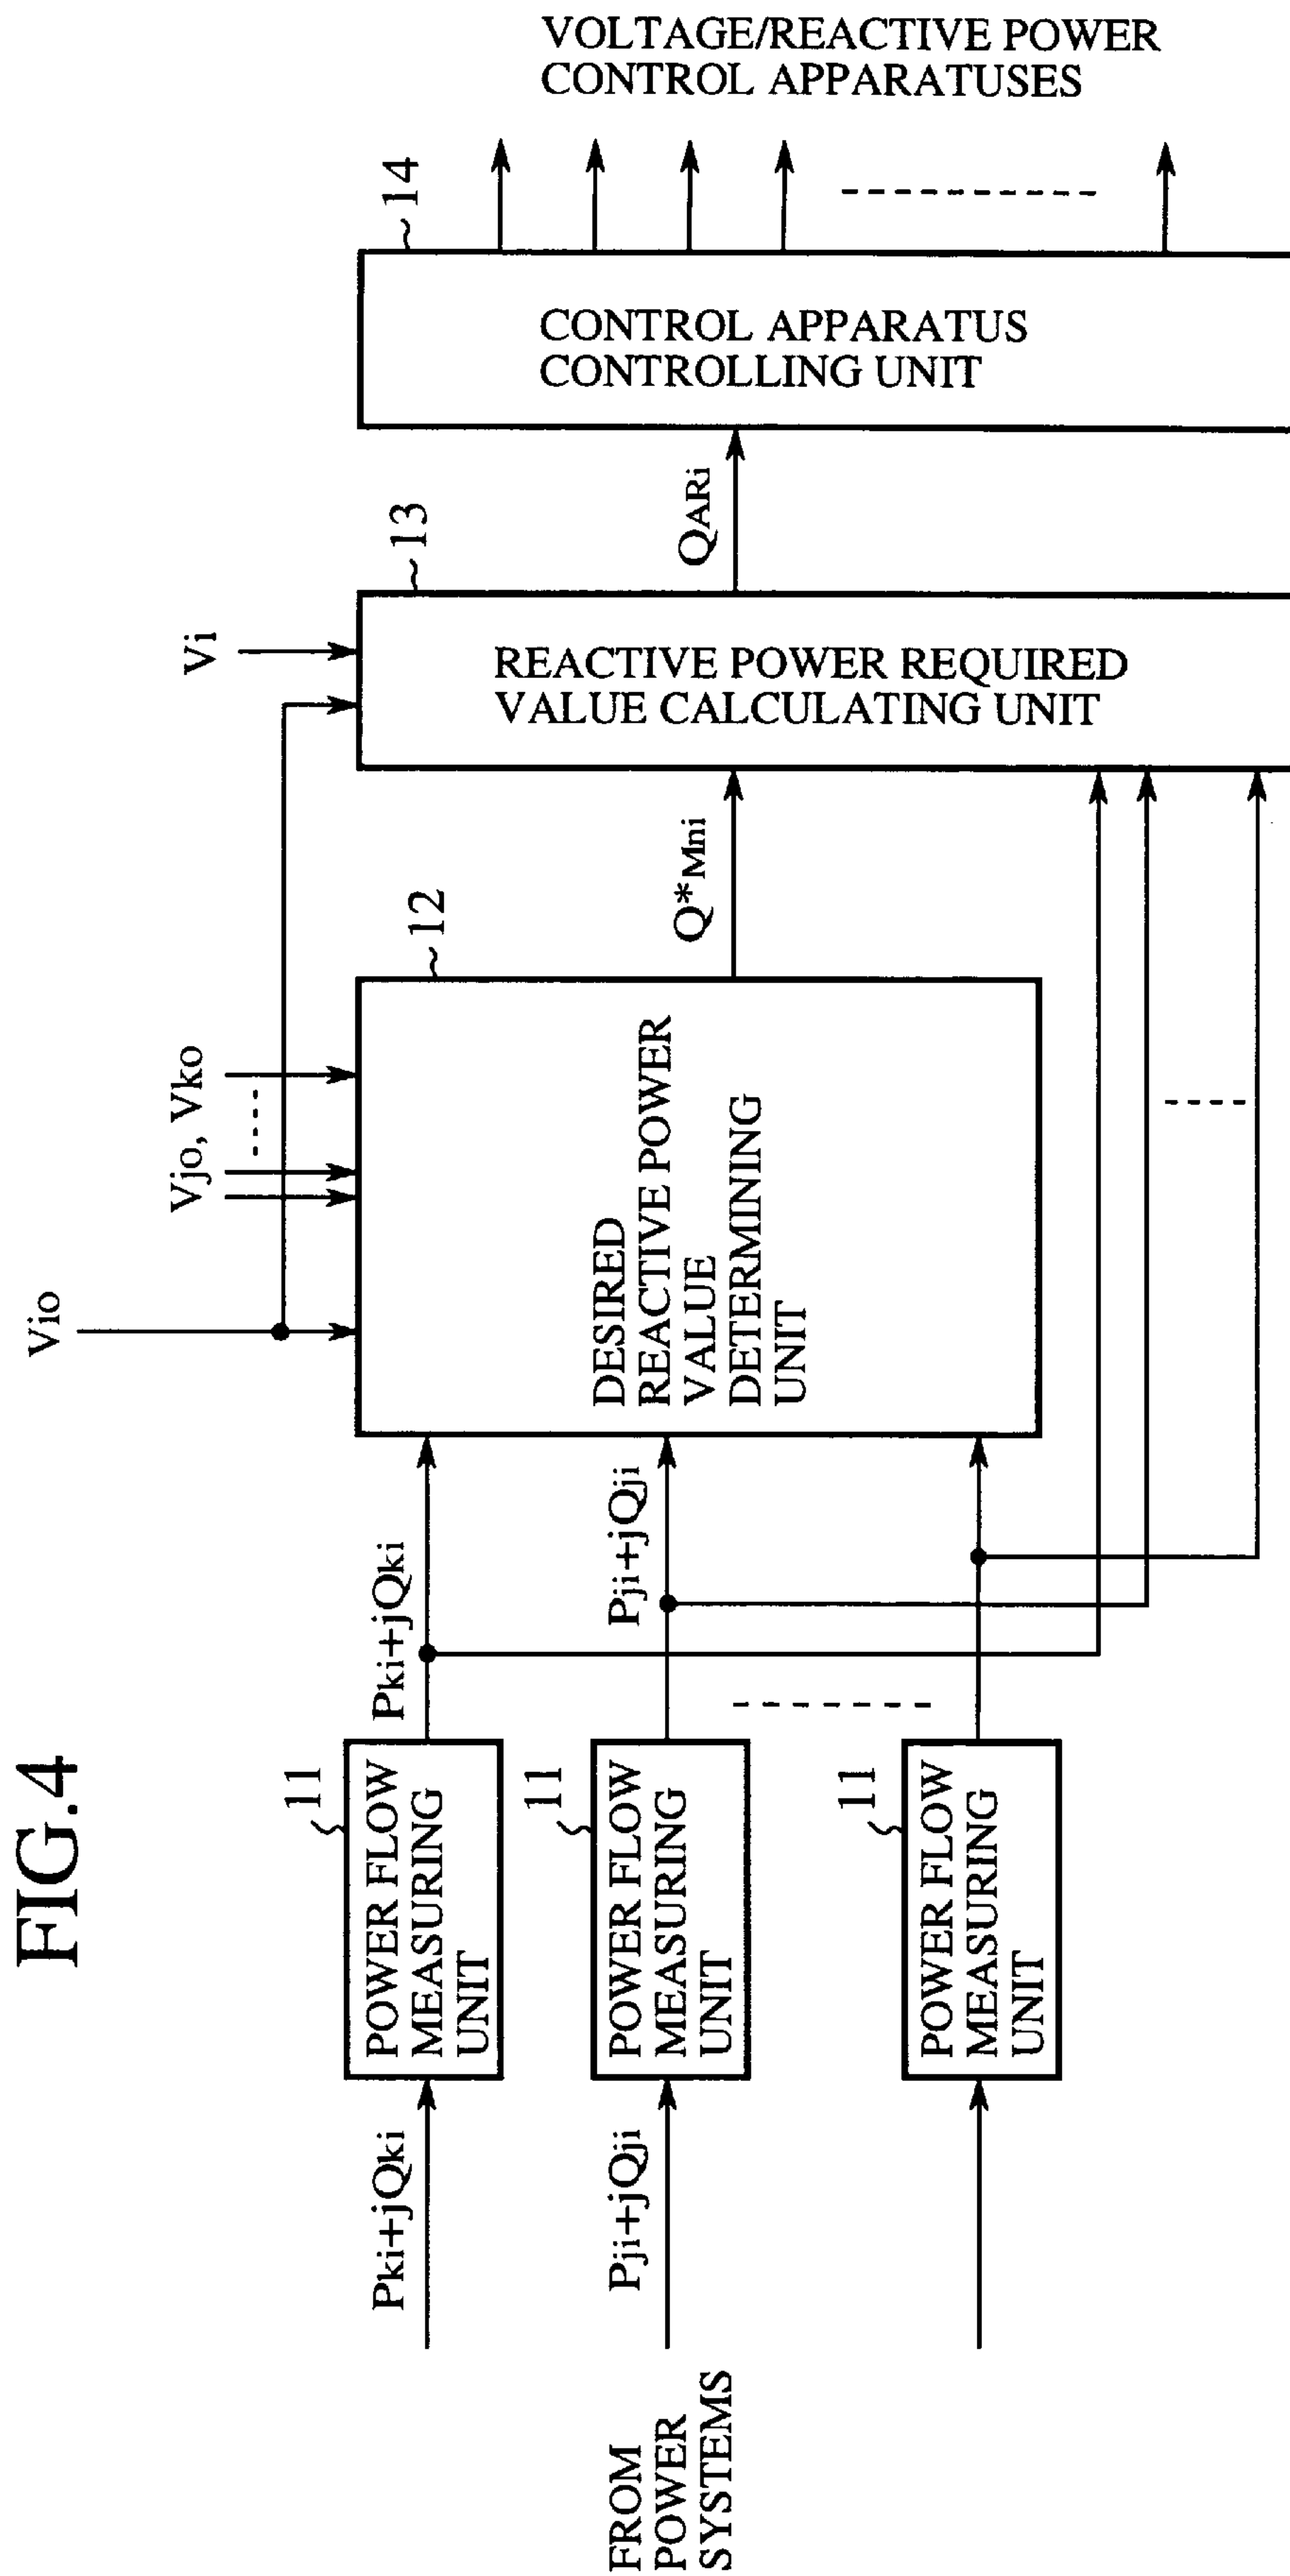 FIG.4
FROM
POWER
SYSTEMS
Pki+jQki
Pji+jQji
11
POWER FLOW
MEASURING
UNIT
11
POWER FLOW
MEASURING
UNIT
11
POWER FLOW
MEASURING
UNIT
Pki+jQki
Pji+jQji
Vio
Vjo, Vko
12
DESIRED
REACTIVE POWER
VALUE
DETERMINING
UNIT
Q*Mni
Vi
13
REACTIVE POWER REQUIRED
VALUE CALCULATING UNIT
QARi
14
CONTROL APPARATUS
CONTROLLING UNIT
VOLTAGE/REACTIVE POWER
CONTROL APPARATUSES